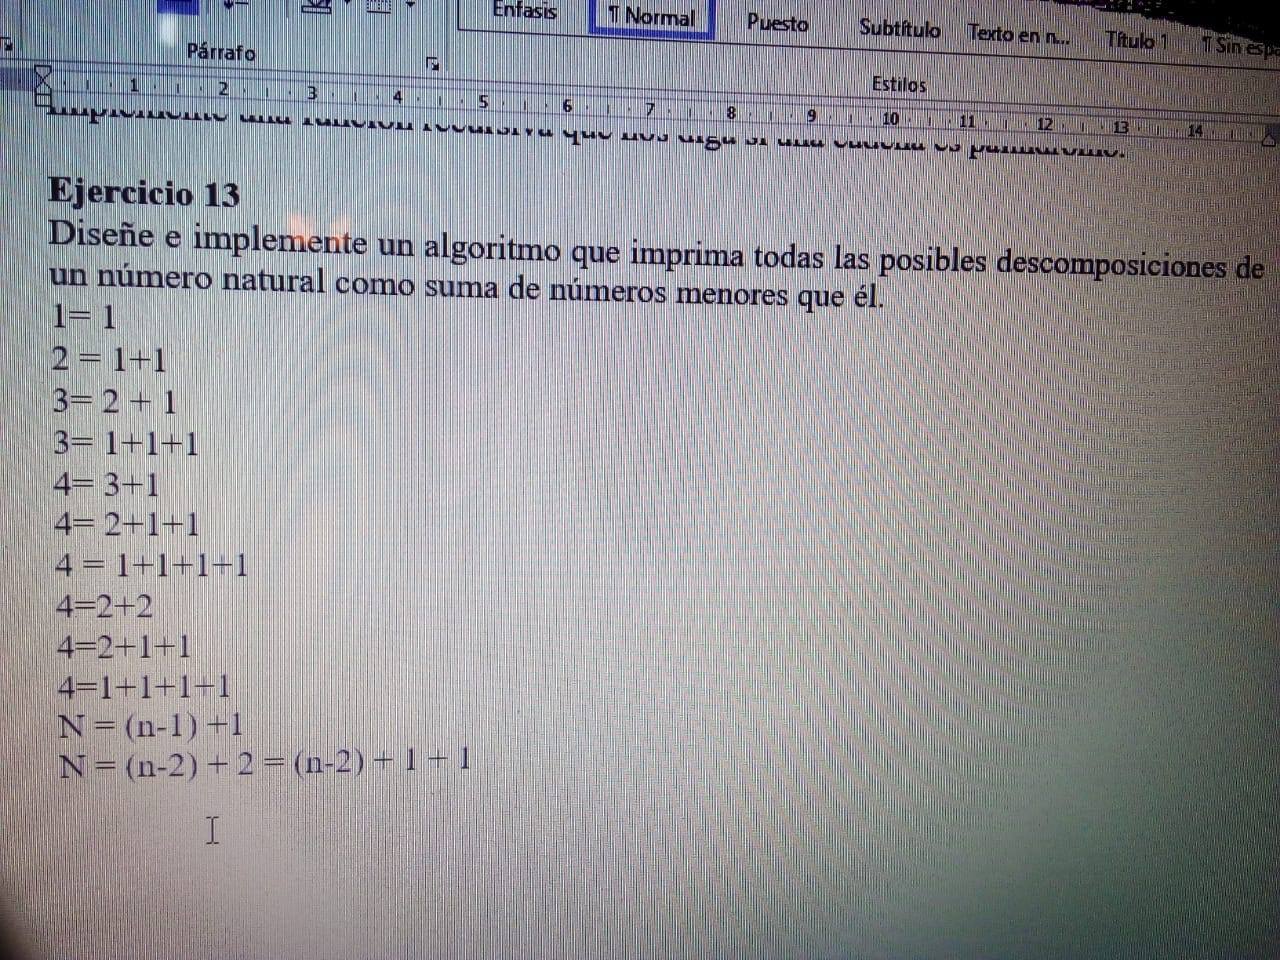 Énfasis ¶ Normal Puesto Subtítulo Texto en n... Título 1 ¶ Sin espa
Párrafo Estilos
1 2 3 4 5 6 7 8 9 10 11 12 13 14
Ejercicio 13
Diseñe e implemente un algoritmo que imprima todas las posibles descomposiciones de
un número natural como suma de números menores que él.
1= 1
2 = 1+1
3= 2 + 1
3= 1+1+1
4= 3+1
4= 2+1+1
4 = 1+1+1+1
4=2+2
4=2+1+1
4=1+1+1+1
N = (n-1) +1
N = (n-2) + 2 = (n-2) + 1 + 1